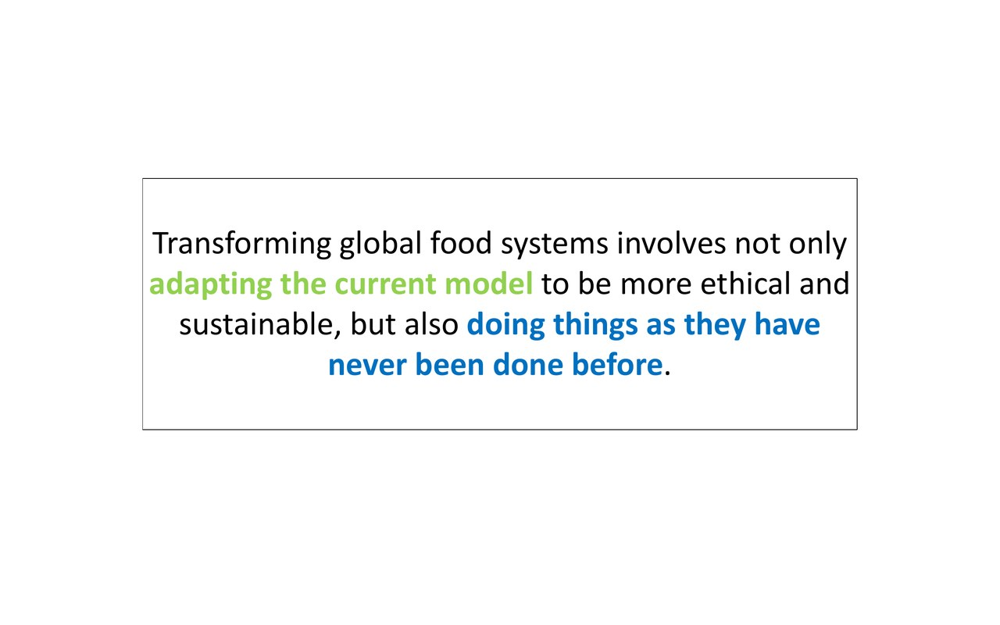 Transforming global food systems involves not only
adapting the current model to be more ethical and
sustainable, but also doing things as they have
never been done before.